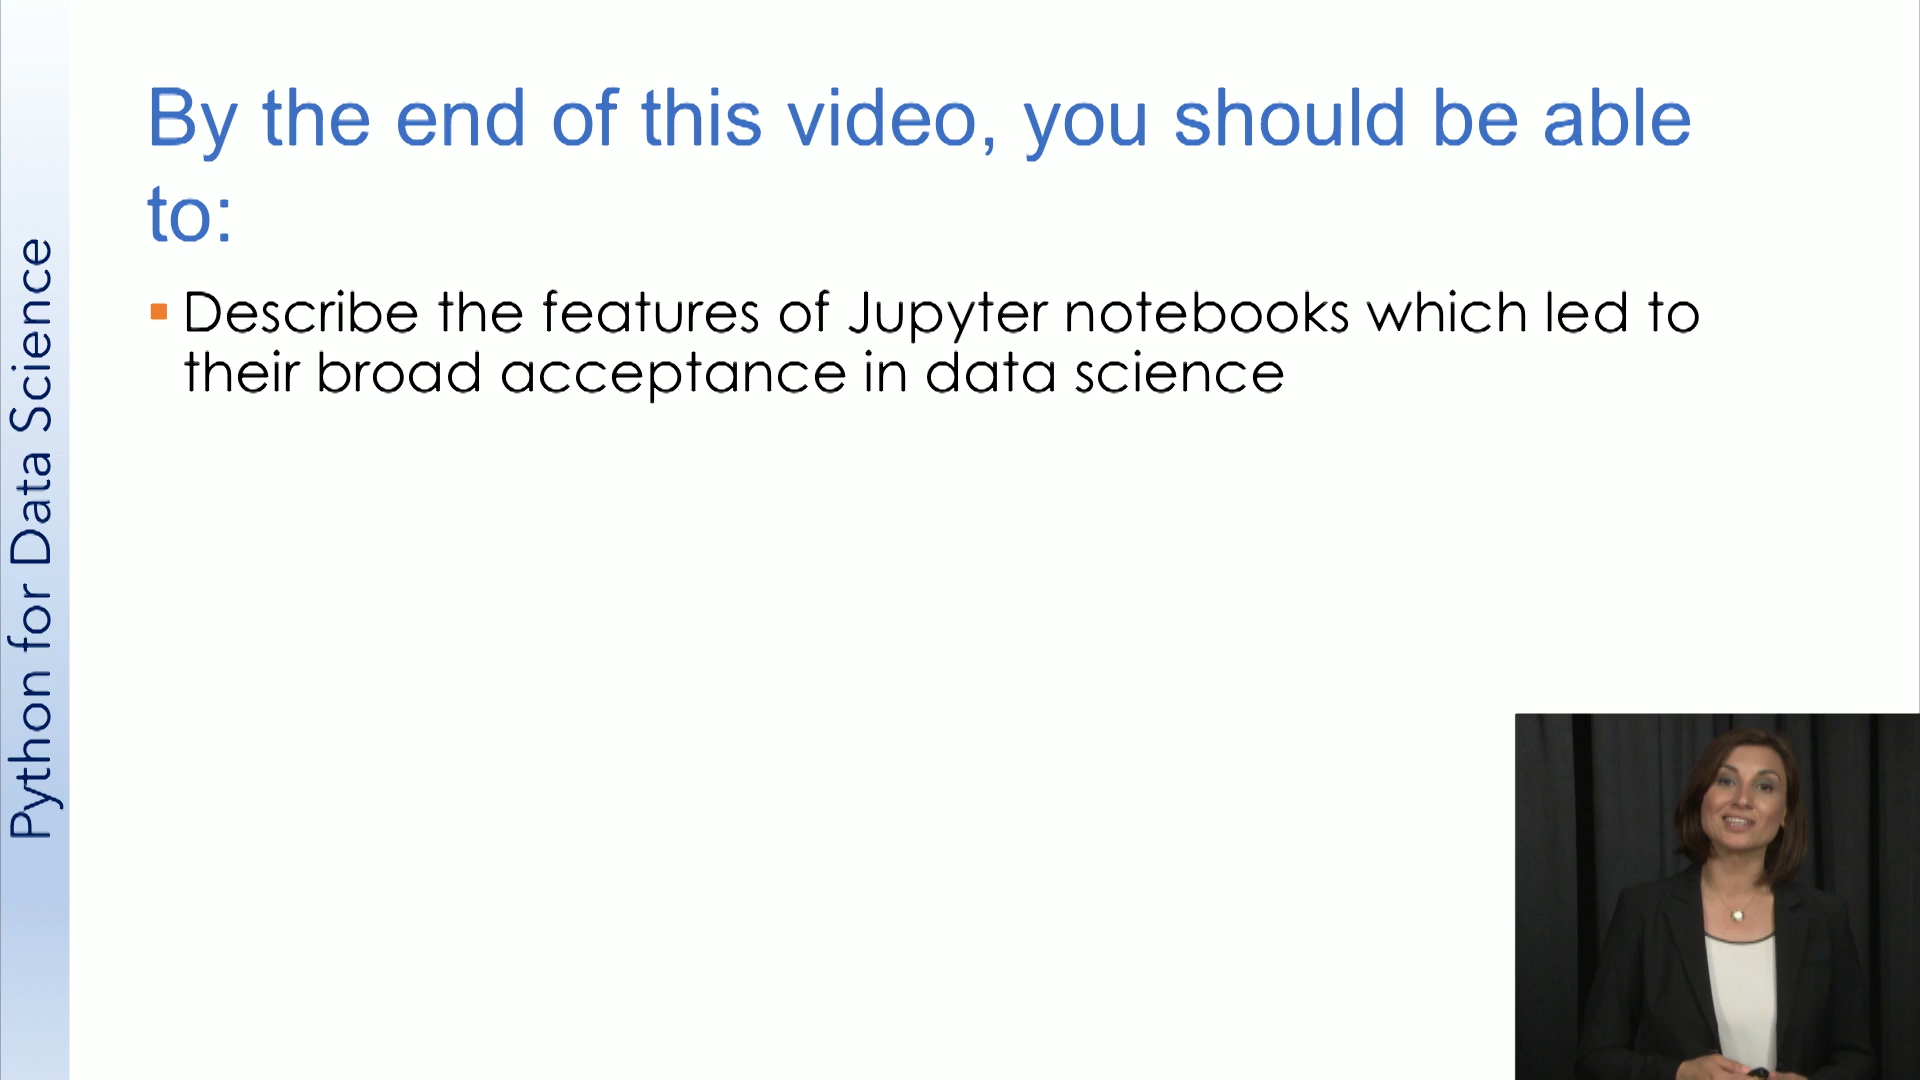 By the end of this video, you should be able
to:
▪ Describe the features of Jupyter notebooks which led to
their broad acceptance in data science
Python for Data Science